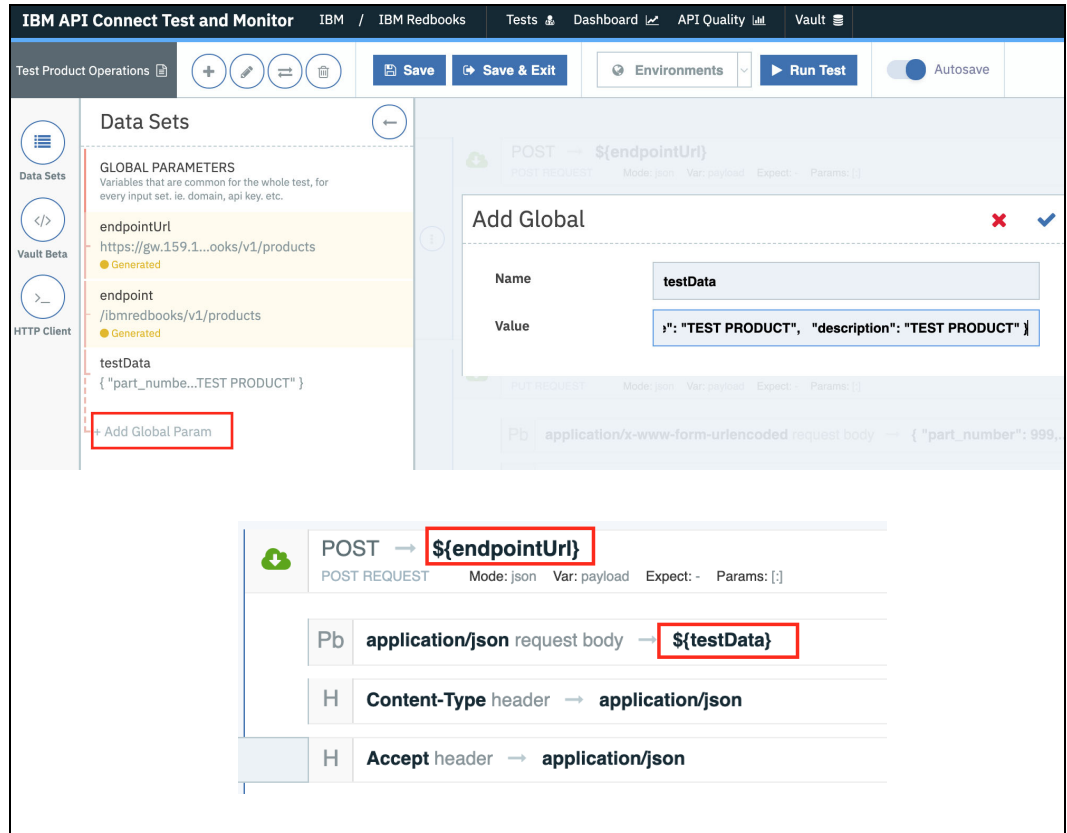 IBM API Connect Test and Monitor IBM / IBM Redbooks Tests Dashboard API Quality Vault
Test Product Operations Save Save & Exit Environments Run Test Autosave
Data Sets
Data Sets
Vault Beta
HTTP Client
GLOBAL PARAMETERS
Variables that are common for the whole test, for
every input set. ie. domain, api key. etc.
endpointUrl
https://gw.159.1...ooks/v1/products
Generated
endpoint
/ibmredbooks/v1/products
Generated
testData
{ "part_numbe...TEST PRODUCT" }
+ Add Global Param
POST → ${endpointUrl}
POST REQUEST Mode: json Var: payload Expect: - Params: [:]
Add Global
Name testData
Value ": "TEST PRODUCT", "description": "TEST PRODUCT" }
PUT REQUEST Mode: json Var: payload Expect: - Params: [:]
Pb application/x-www-form-urlencoded request body → { "part_number": 999,..
POST → ${endpointUrl}
POST REQUEST Mode: json Var: payload Expect: - Params: [:]
Pb application/json request body → ${testData}
H Content-Type header → application/json
H Accept header → application/json